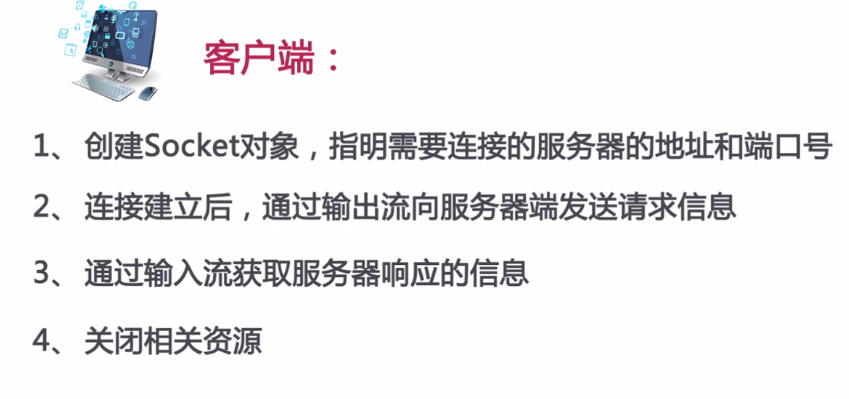 客户端：
1、 创建Socket对象，指明需要连接的服务器的地址和端口号
2、 连接建立后，通过输出流向服务器端发送请求信息
3、 通过输入流获取服务器响应的信息
4、 关闭相关资源